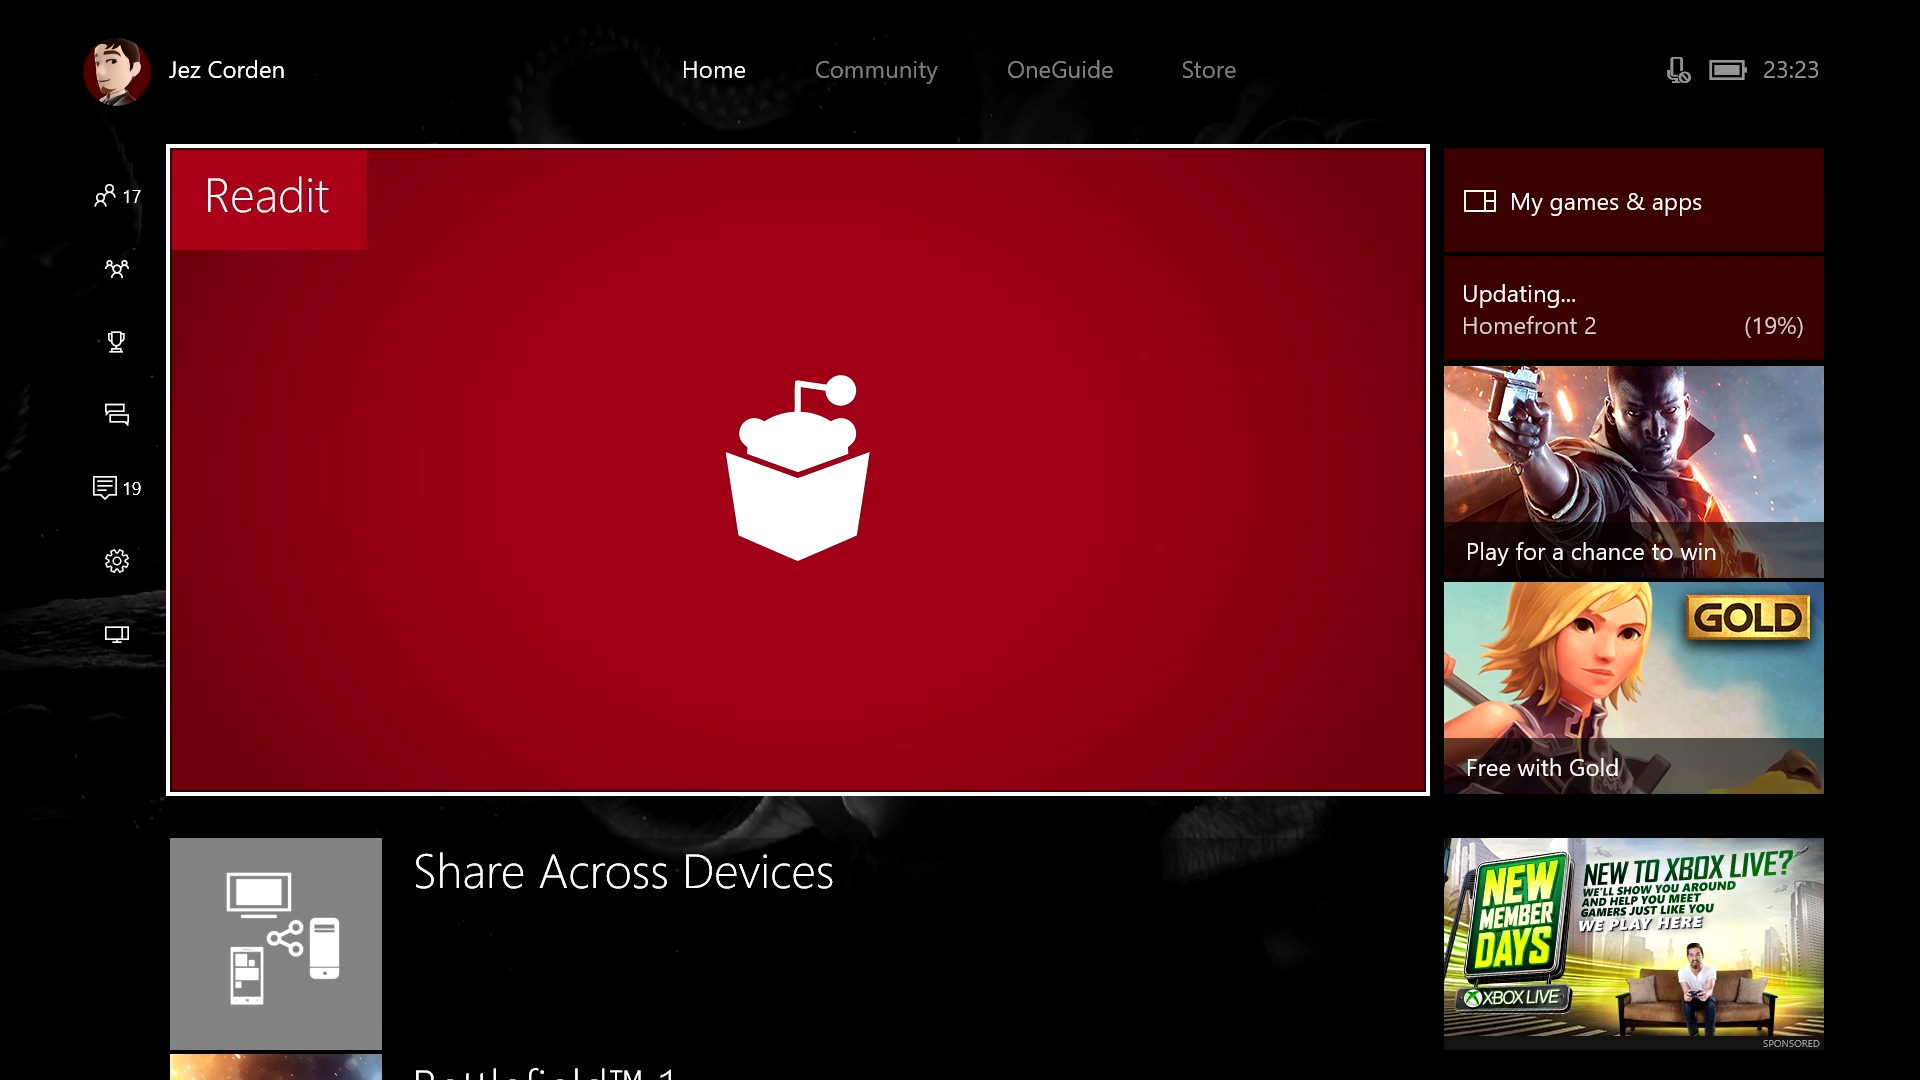 Jez Corden
Home
Community
OneGuide
Store
23:23
17
19
Readit
My games & apps
Updating...
Homefront 2
(19%)
Play for a chance to win
GOLD
Free with Gold
Share Across Devices
NEW
MEMBER
DAYS
XBOX LIVE
NEW TO XBOX LIVE?
WE'LL SHOW YOU AROUND
AND HELP YOU MEET
GAMERS JUST LIKE YOU
WE PLAY HERE
SPONSORED
Battlefield™ 1